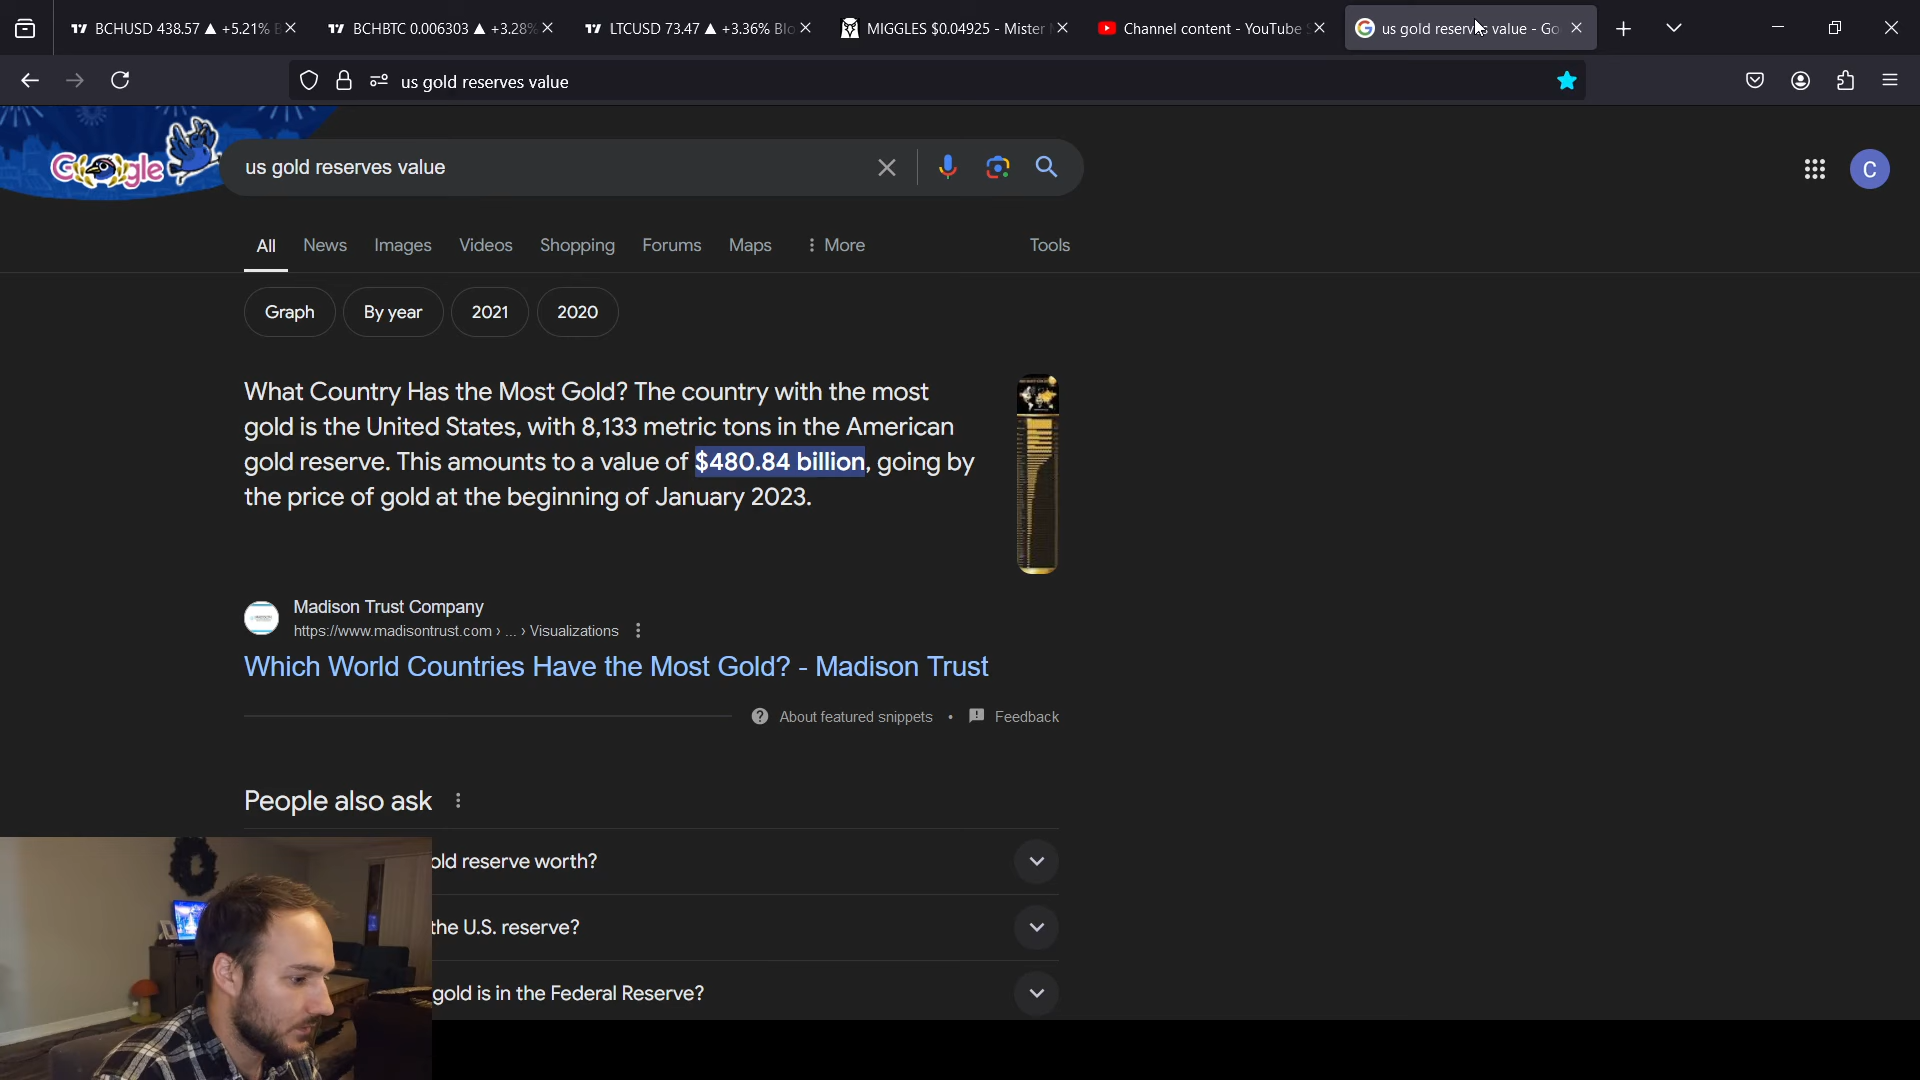 BCHUSD 438.57 ▲ +5.21%
BCHBTC 0.006303 ▲ +3.28%
LTCUSD 73.47 ▲ +3.36% Blo
MIGGLES $0.04925 - Mister
Channel content - YouTube
us gold reserves value - Go
us gold reserves value
Google
us gold reserves value
C
All
News
Images
Videos
Shopping
Forums
Maps
More
Tools
Graph
By year
2021
2020
What Country Has the Most Gold? The country with the most
gold is the United States, with 8,133 metric tons in the American
gold reserve. This amounts to a value of $480.84 billion, going by
the price of gold at the beginning of January 2023.
Madison Trust Company
https://www.madisontrust.com › ... › Visualizations
Which World Countries Have the Most Gold? - Madison Trust
About featured snippets • Feedback
People also ask
old reserve worth?
the U.S. reserve?
gold is in the Federal Reserve?